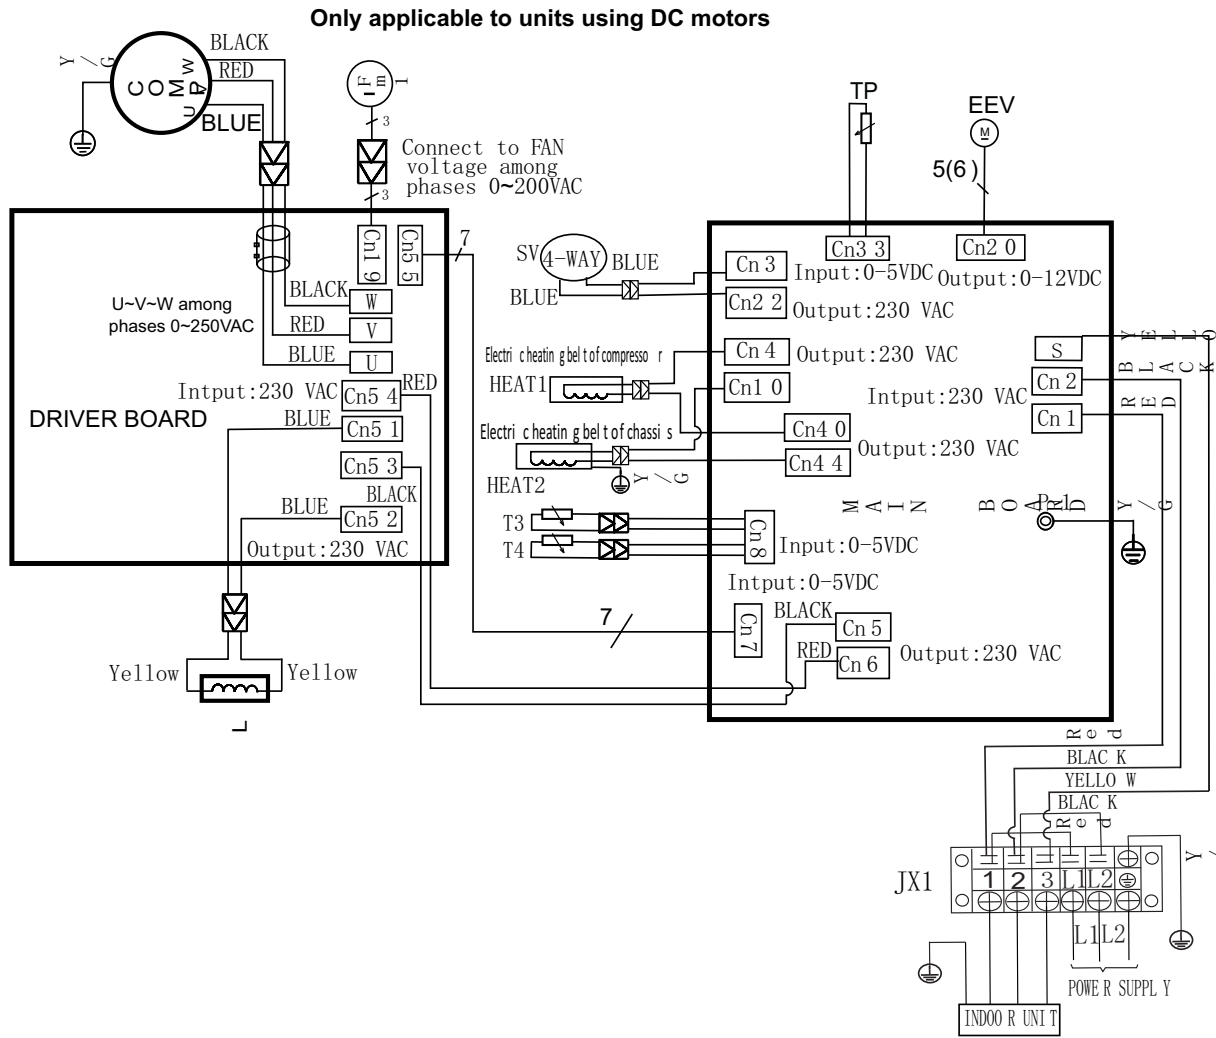 Only applicable to units using DC motors
BLACK
RED
BLUE
Y/G
COMP
W
V
U
Fm 1
3
Connect to FAN
voltage among
phases 0~200VAC
3
TP
EEV
M
5(6)
Cn19
Cn55
7
U~V~W among
phases 0~250VAC
BLACK
W
RED
V
BLUE
U
Intput:230 VAC
Cn54
RED
DRIVER BOARD
BLUE
Cn51
Cn53
BLACK
BLUE
Cn52
Output:230 VAC
Yellow
Yellow
L
SV
4-WAY
BLUE
BLUE
Cn3
Cn22
Cn33
Input:0-5VDC
Cn20
Output:0-12VDC
Output:230 VAC
Electric heating belt of compressor
HEAT1
Cn4
Output:230 VAC
Cn10
Electric heating belt of chassis
HEAT2
Y/G
Cn40
Cn44
Output:230 VAC
S
Cn2
Intput:230 VAC
Cn1
YELLO
BLACK
RED
T3
T4
Cn8
Input:0-5VDC
MAIN BOARD
Pr1
Y/G
Intput:0-5VDC
7
Cn7
BLACK
Cn5
RED
Cn6
Output:230 VAC
Red
BLACK
YELLOW
BLACK
Red
Y/
JX1
1 2 3 L1 L2
L1 L2
POWER SUPPLY
INDOOR UNIT